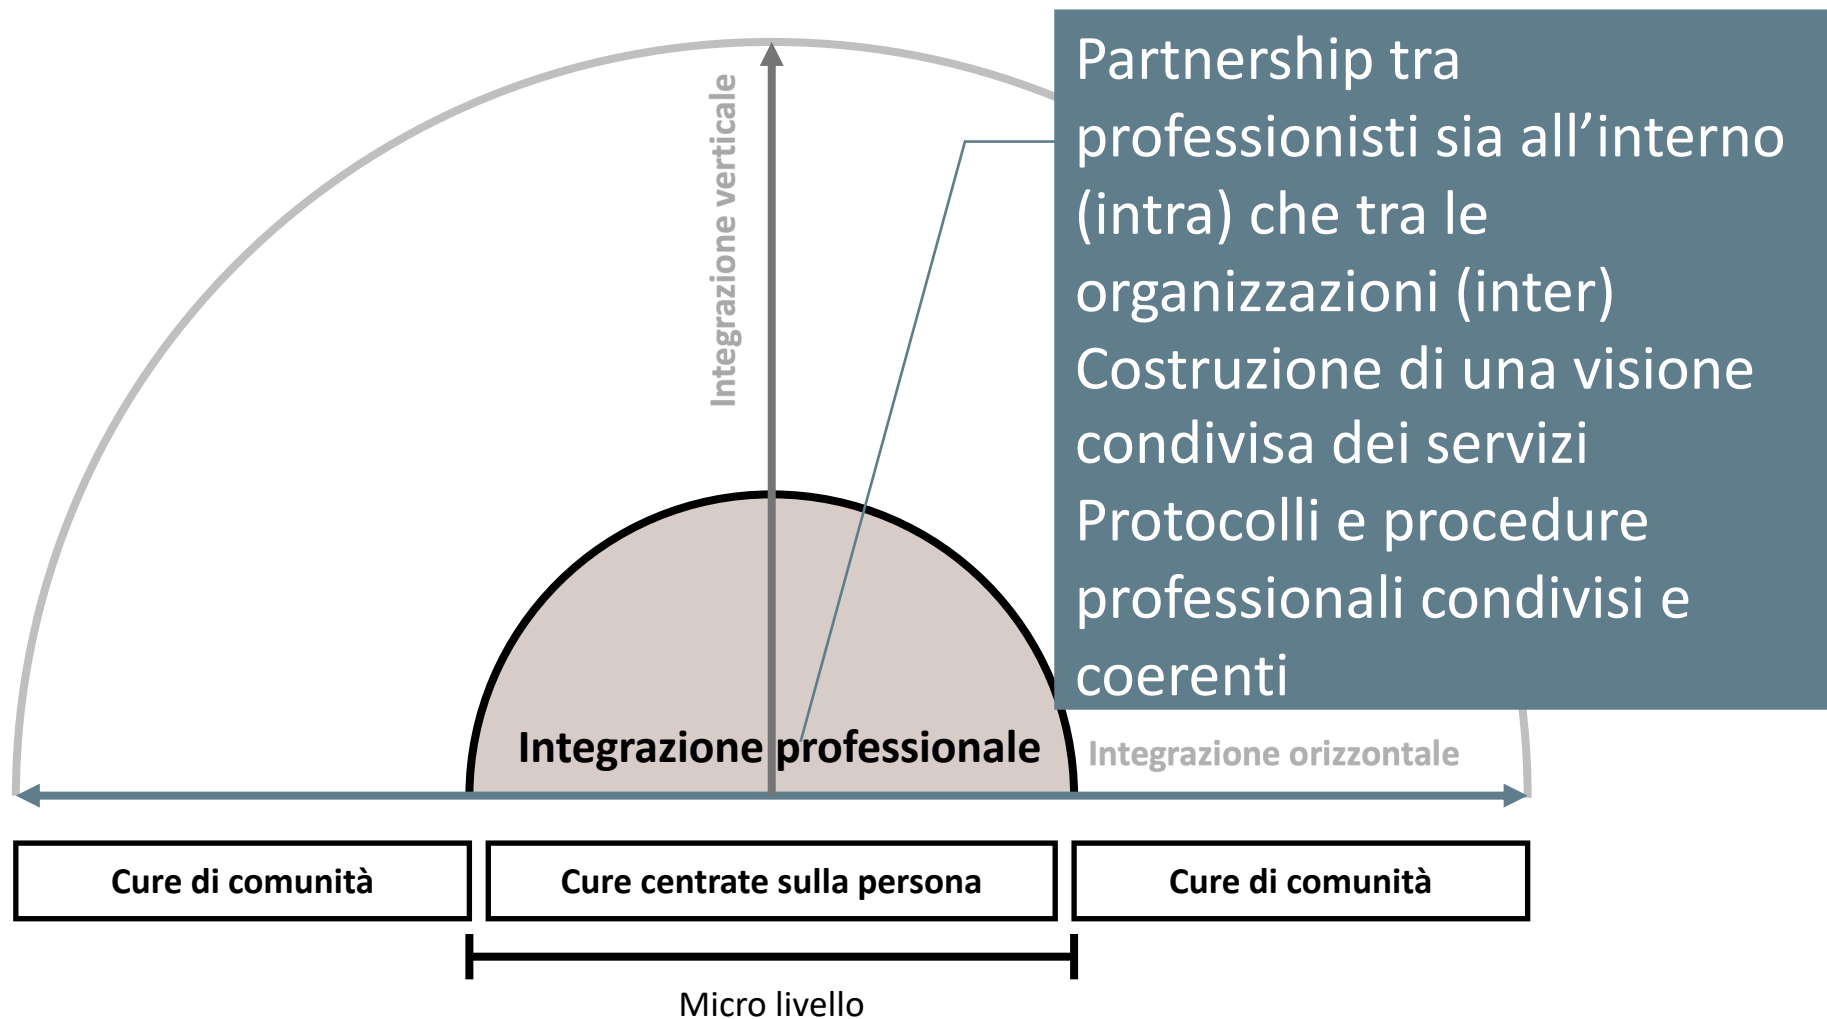 Partnership tra
professionisti sia all’interno
(intra) che tra le
organizzazioni (inter)
Costruzione di una visione
condivisa dei servizi
Protocolli e procedure
professionali condivisi e
coerenti
Integrazione verticale
Integrazione professionale
Integrazione orizzontale
Cure di comunità
Cure centrate sulla persona
Cure di comunità
Micro livello